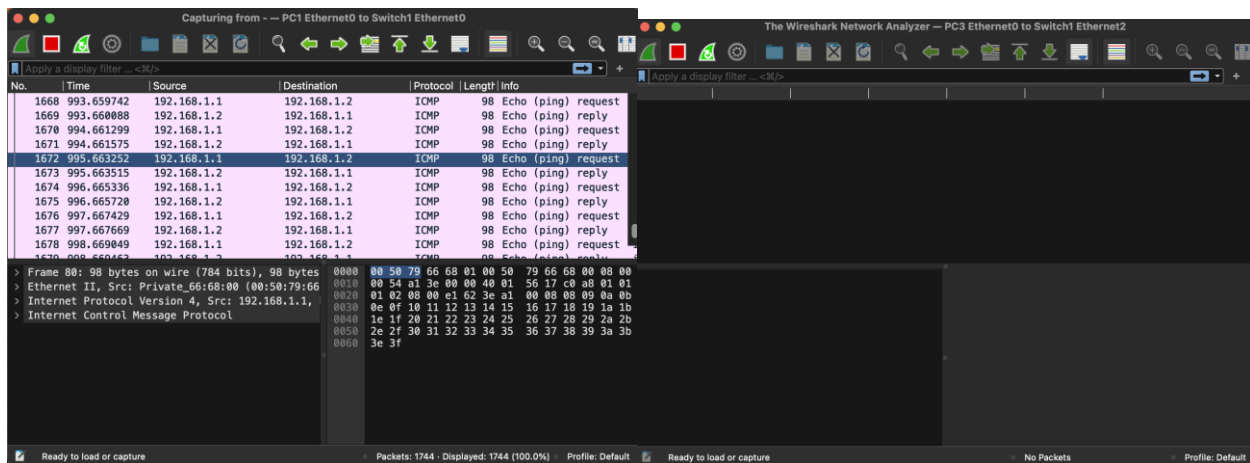 Capturing from - — PC1 Ethernet0 to Switch1 Ethernet0
Apply a display filter ... <⌘/>
No. Time Source Destination Protocol Length Info
1668 993.659742 192.168.1.1 192.168.1.2 ICMP 98 Echo (ping) request
1669 993.660088 192.168.1.2 192.168.1.1 ICMP 98 Echo (ping) reply
1670 994.661299 192.168.1.1 192.168.1.2 ICMP 98 Echo (ping) request
1671 994.661575 192.168.1.2 192.168.1.1 ICMP 98 Echo (ping) reply
1672 995.663252 192.168.1.1 192.168.1.2 ICMP 98 Echo (ping) request
1673 995.663515 192.168.1.2 192.168.1.1 ICMP 98 Echo (ping) reply
1674 996.665336 192.168.1.1 192.168.1.2 ICMP 98 Echo (ping) request
1675 996.665720 192.168.1.2 192.168.1.1 ICMP 98 Echo (ping) reply
1676 997.667429 192.168.1.1 192.168.1.2 ICMP 98 Echo (ping) request
1677 997.667669 192.168.1.2 192.168.1.1 ICMP 98 Echo (ping) reply
1678 998.669049 192.168.1.1 192.168.1.2 ICMP 98 Echo (ping) request
> Frame 80: 98 bytes on wire (784 bits), 98 bytes
> Ethernet II, Src: Private_66:68:00 (00:50:79:66
> Internet Protocol Version 4, Src: 192.168.1.1,
> Internet Control Message Protocol
0000 00 50 79 66 68 01 00 50 79 66 68 00 08 00
0010 00 54 a1 3e 00 00 40 01 56 17 c0 a8 01 01
0020 01 02 08 00 e1 62 3e a1 00 08 08 09 0a 0b
0030 0e 0f 10 11 12 13 14 15 16 17 18 19 1a 1b
0040 1e 1f 20 21 22 23 24 25 26 27 28 29 2a 2b
0050 2e 2f 30 31 32 33 34 35 36 37 38 39 3a 3b
0060 3e 3f
Ready to load or capture
Packets: 1744 · Displayed: 1744 (100.0%)
Profile: Default
The Wireshark Network Analyzer — PC3 Ethernet0 to Switch1 Ethernet2
Apply a display filter ... <⌘/>
Ready to load or capture
No Packets
Profile: Default